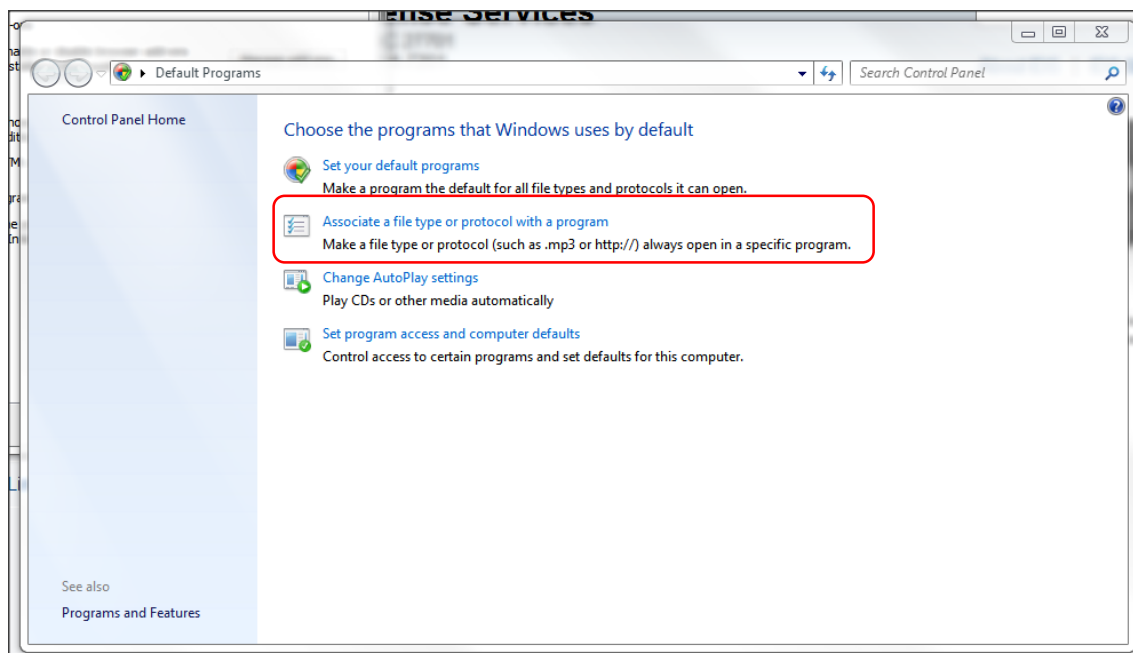 ense Services
Default Programs
Search Control Panel
Control Panel Home
Choose the programs that Windows uses by default
Set your default programs
Make a program the default for all file types and protocols it can open.
Associate a file type or protocol with a program
Make a file type or protocol (such as .mp3 or http://) always open in a specific program.
Change AutoPlay settings
Play CDs or other media automatically
Set program access and computer defaults
Control access to certain programs and set defaults for this computer.
See also
Programs and Features